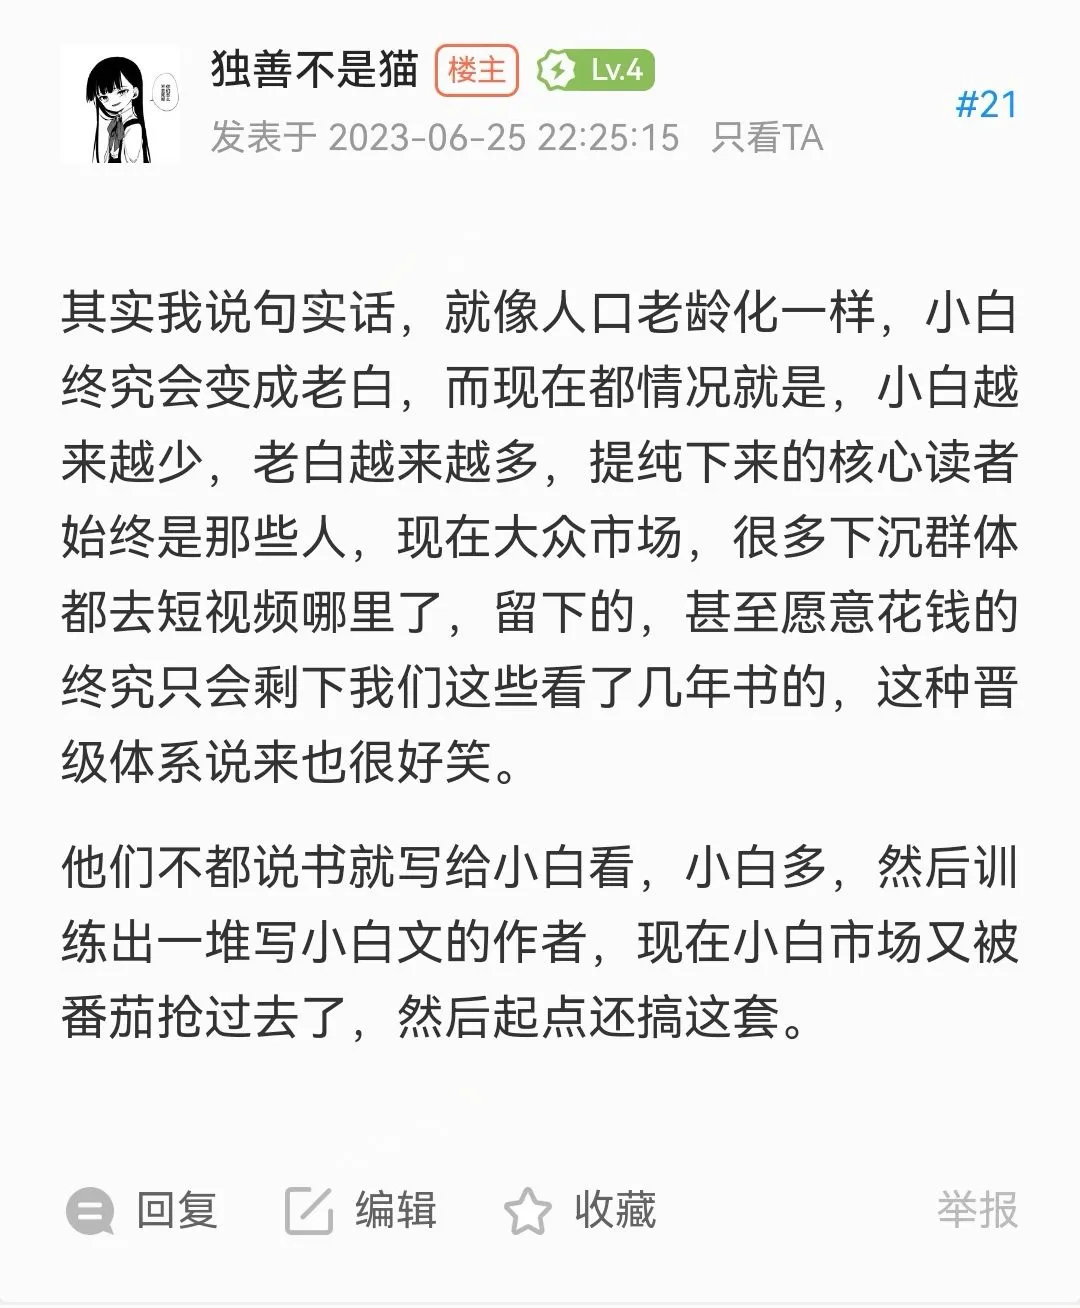 独善不是猫 楼主 Lv.4
#21
发表于 2023-06-25 22:25:15 只看TA
其实我说句实话，就像人口老龄化一样，小白
终究会变成老白，而现在都情况就是，小白越
来越少，老白越来越多，提纯下来的核心读者
始终是那些人，现在大众市场，很多下沉群体
都去短视频哪里了，留下的，甚至愿意花钱的
终究只会剩下我们这些看了几年书的，这种晋
级体系说来也很好笑。
他们不都说书就写给小白看，小白多，然后训
练出一堆写小白文的作者，现在小白市场又被
番茄抢过去了，然后起点还搞这套。
回复 编辑 收藏 举报